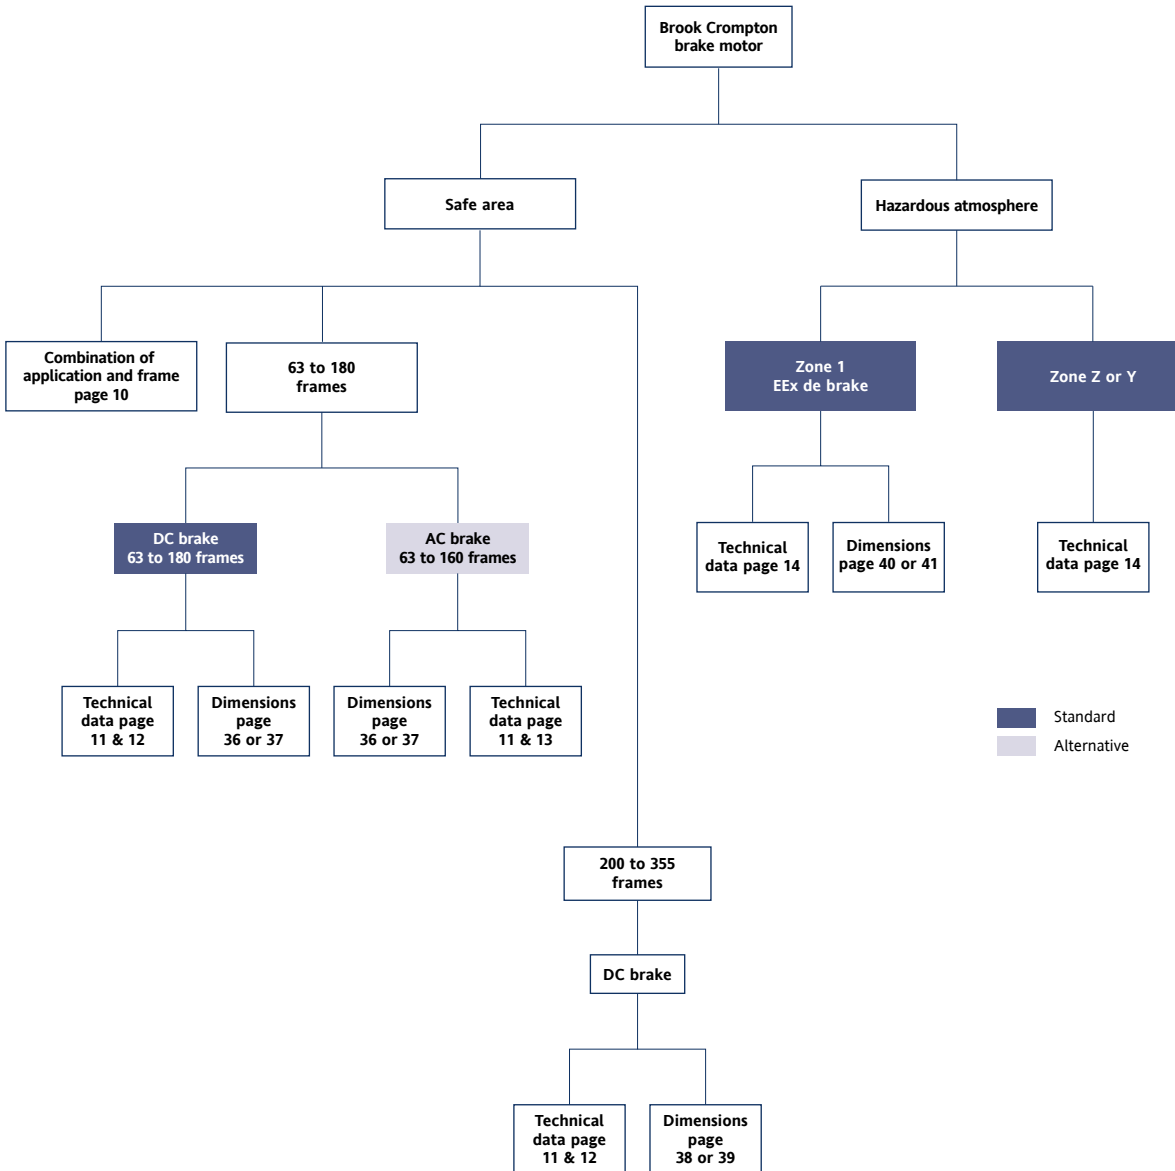 Brook Crompton
brake motor
Safe area
Hazardous atmosphere
Combination of
application and frame
page 10
63 to 180
frames
Zone 1
EEx de brake
Zone Z or Y
DC brake
63 to 180 frames
AC brake
63 to 160 frames
Technical
data page 14
Dimensions
page 40 or 41
Technical
data page 14
Technical
data page
11 & 12
Dimensions
page
36 or 37
Dimensions
page
36 or 37
Technical
data page
11 & 13
Standard
Alternative
200 to 355
frames
DC brake
Technical
data page
11 & 12
Dimensions
page
38 or 39